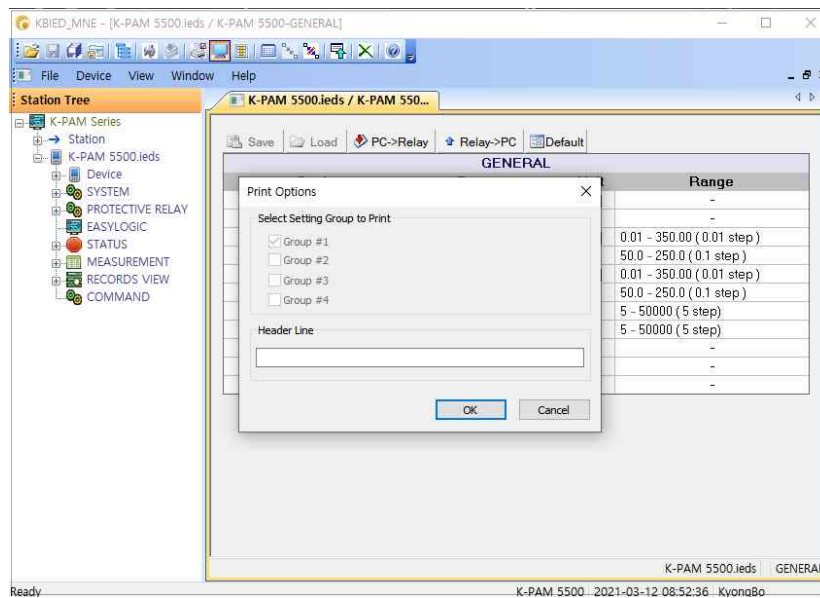 KBIED_MNE - [K-PAM 5500.ieds / K-PAM 5500-GENERAL]
File Device View Window Help
Station Tree
K-PAM 5500.ieds / K-PAM 550...
K-PAM Series
Station
K-PAM 5500.ieds
Device
SYSTEM
PROTECTIVE RELAY
EASYLOGIC
STATUS
MEASUREMENT
RECORDS VIEW
COMMAND
Save Load PC->Relay Relay->PC Default
GENERAL
Range
-
-
0.01 - 350.00 ( 0.01 step )
50.0 - 250.0 ( 0.1 step )
0.01 - 350.00 ( 0.01 step )
50.0 - 250.0 ( 0.1 step )
5 - 50000 ( 5 step)
5 - 50000 ( 5 step)
-
-
-
Print Options
Select Setting Group to Print
Group #1
Group #2
Group #3
Group #4
Header Line
OK Cancel
K-PAM 5500.ieds GENERAL
Ready K-PAM 5500 2021-03-12 08:52:36 KyongBo